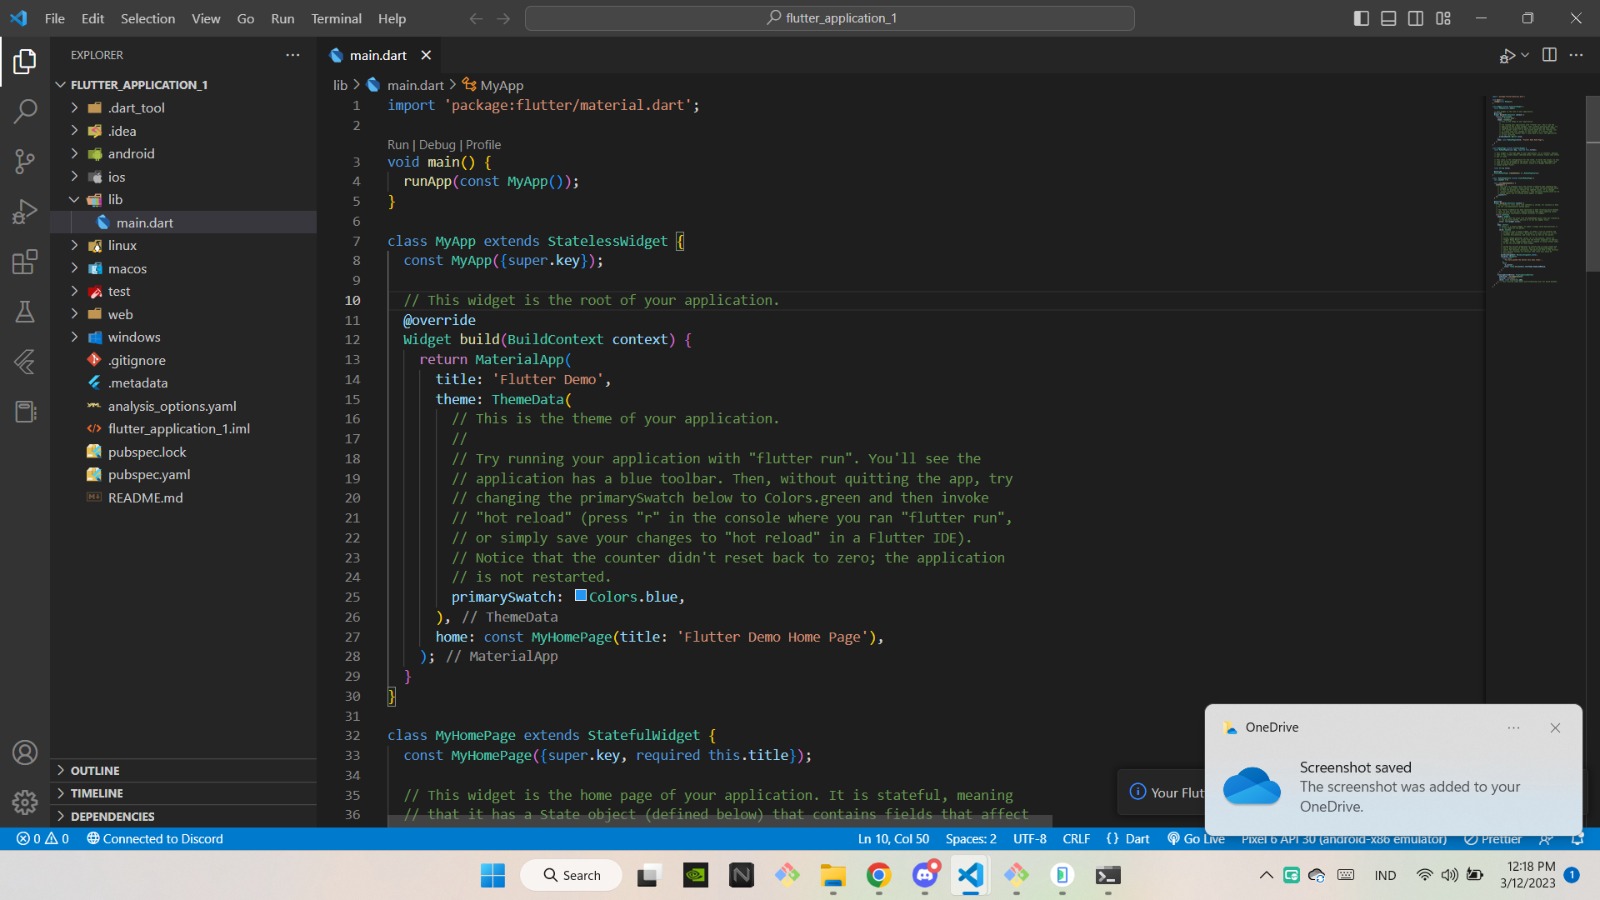 File Edit Selection View Go Run Terminal Help
flutter_application_1
EXPLORER
main.dart
FLUTTER_APPLICATION_1
.dart_tool
.idea
android
ios
lib
main.dart
linux
macos
test
web
windows
.gitignore
.metadata
analysis_options.yaml
flutter_application_1.iml
pubspec.lock
pubspec.yaml
README.md
OUTLINE
TIMELINE
DEPENDENCIES
lib > main.dart > MyApp
1 import 'package:flutter/material.dart';
2
Run | Debug | Profile
3 void main() {
4 runApp(const MyApp());
5 }
6
7 class MyApp extends StatelessWidget {
8 const MyApp({super.key});
9
10 // This widget is the root of your application.
11 @override
12 Widget build(BuildContext context) {
13 return MaterialApp(
14 title: 'Flutter Demo',
15 theme: ThemeData(
16 // This is the theme of your application.
17 //
18 // Try running your application with "flutter run". You'll see the
19 // application has a blue toolbar. Then, without quitting the app, try
20 // changing the primarySwatch below to Colors.green and then invoke
21 // "hot reload" (press "r" in the console where you ran "flutter run",
22 // or simply save your changes to "hot reload" in a Flutter IDE).
23 // Notice that the counter didn't reset back to zero; the application
24 // is not restarted.
25 primarySwatch: Colors.blue,
26 ), // ThemeData
27 home: const MyHomePage(title: 'Flutter Demo Home Page'),
28 ); // MaterialApp
29 }
30 }
31
32 class MyHomePage extends StatefulWidget {
33 const MyHomePage({super.key, required this.title});
34
35 // This widget is the home page of your application. It is stateful, meaning
36 // that it has a State object (defined below) that contains fields that affect
Your Flut
OneDrive
Screenshot saved
The screenshot was added to your
OneDrive.
0 0 Connected to Discord
Ln 10, Col 50 Spaces: 2 UTF-8 CRLF {} Dart Go Live Pixel 6 API 30 (android-x86 emulator) Prettier
Search
IND
12:18 PM
3/12/2023
1